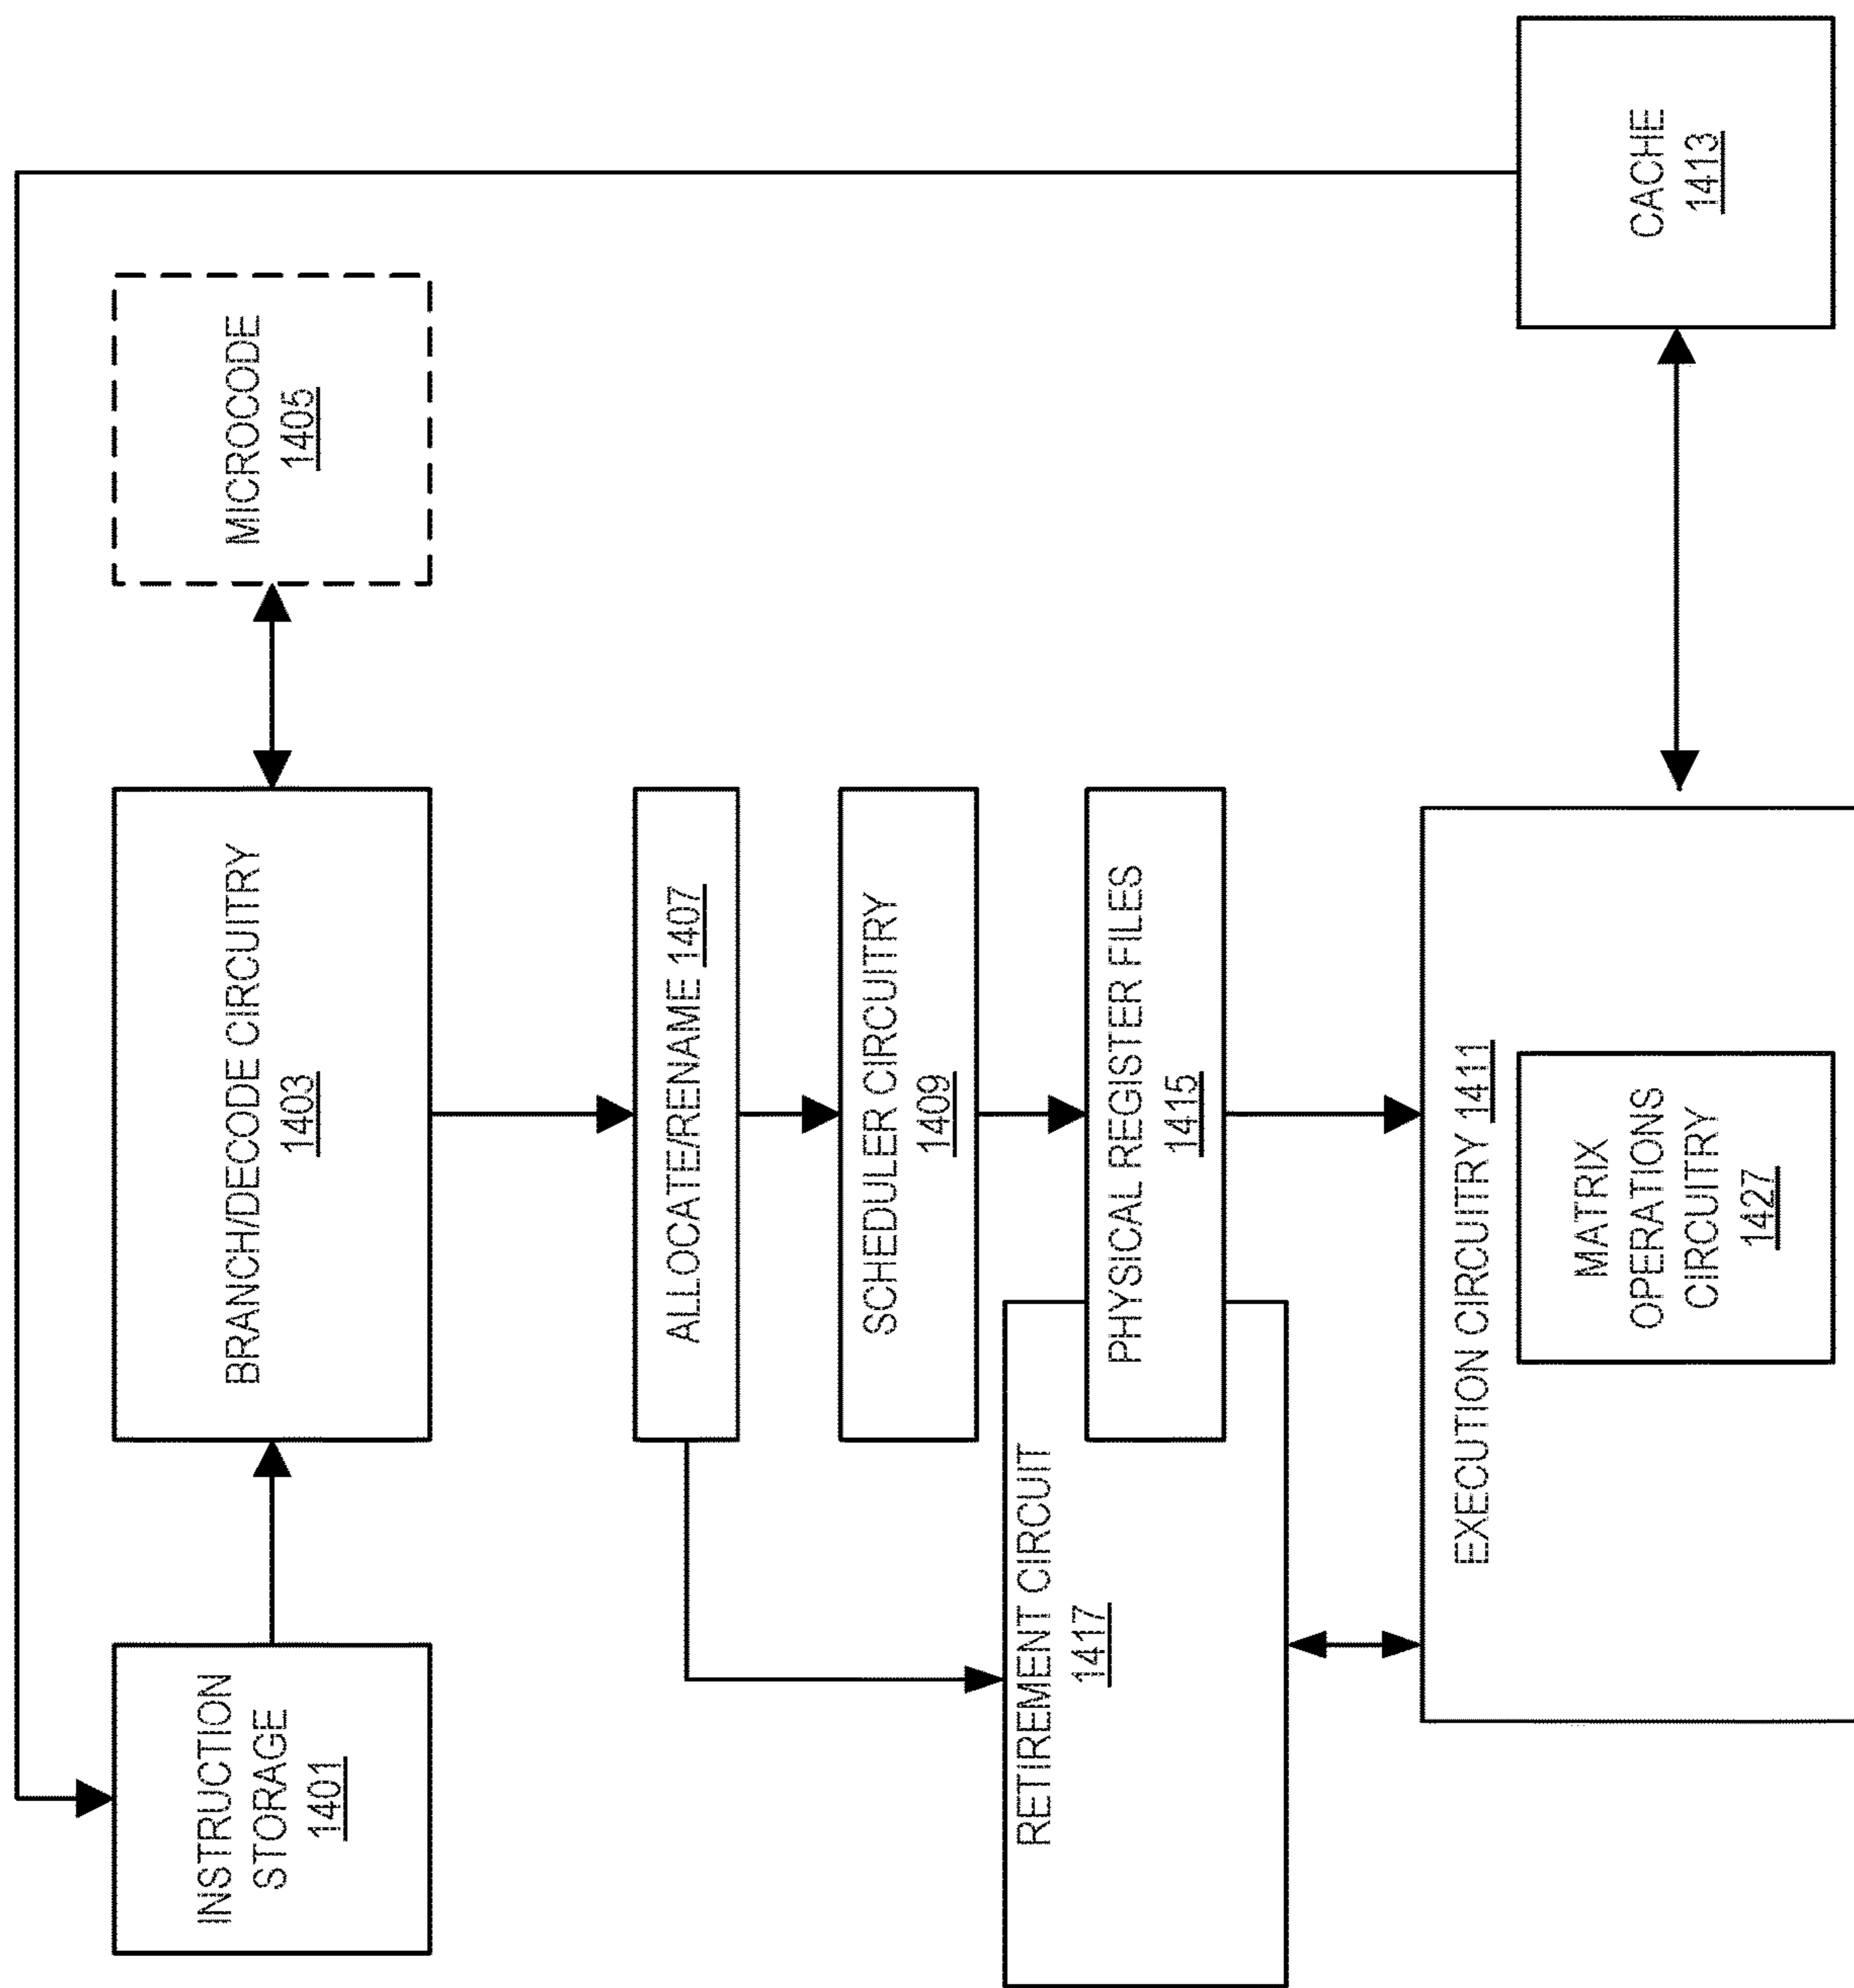 INSTRUCTION
STORAGE
1401
BRANCH/DECODE CIRCUITRY
1403
MICROCODE
1405
ALLOCATE/RENAME 1407
SCHEDULER CIRCUITRY
1409
RETIREMENT CIRCUIT
1417
PHYSICAL REGISTER FILES
1415
EXECUTION CIRCUITRY 1411
MATRIX
OPERATIONS
CIRCUITRY
1427
CACHE
1413